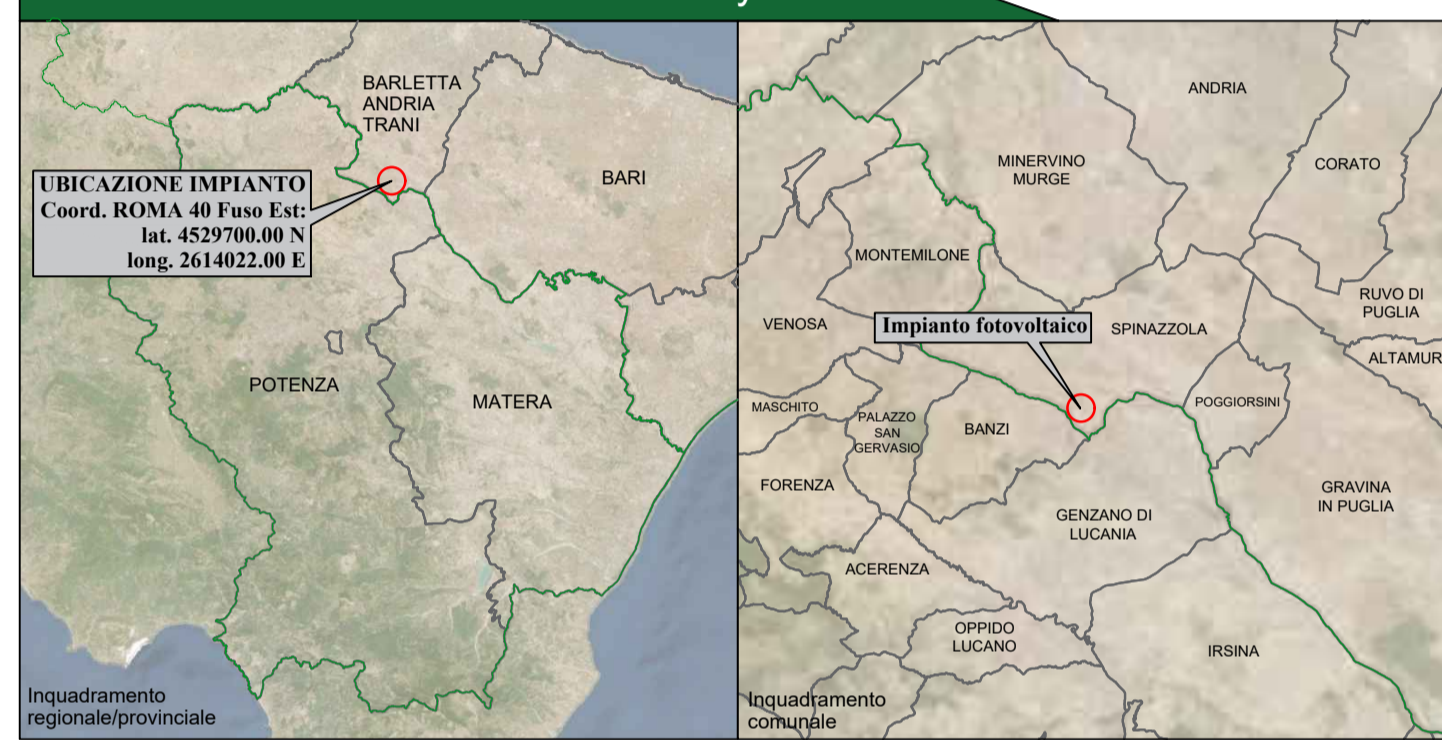 BARLETTA
ANDRIA
TRANI
BARI
UBICAZIONE IMPIANTO
Coord. ROMA 40 Fuso Est:
lat. 4529700.00 N
long. 2614022.00 E
POTENZA
MATERA
Inquadramento
regionale/provinciale
ANDRIA
MINERVINO
MURGE
CORATO
MONTEMILONE
RUVO DI
PUGLIA
VENOSA
Impianto fotovoltaico
SPINAZZOLA
ALTAMUR
MASCHITO
PALAZZO
SAN
GERVASIO
BANZI
POGGIORSINI
FORENZA
GRAVINA
IN PUGLIA
GENZANO DI
LUCANIA
ACERENZA
OPPIDO
LUCANO
IRSINA
Inquadramento
comunale